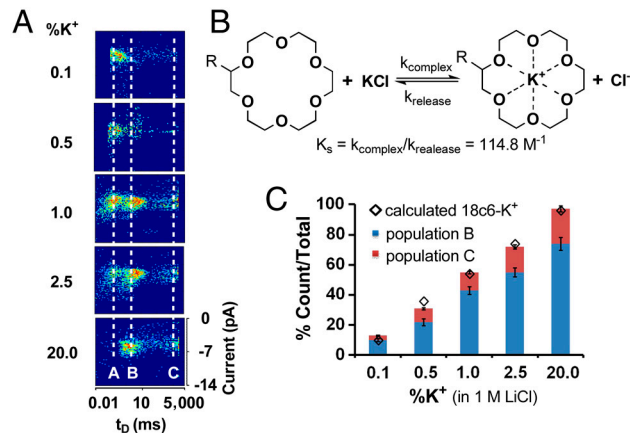 A
%K⁺
0.1
0.5
1.0
2.5
20.0
A B C
0
-7
-14
Current (pA)
0.01 10 5,000
t_D (ms)
B
R
O O O O O O
+ KCl
k_complex
k_release
R
O O O O O O
K⁺
+ Cl⁻
K_s = k_complex/k_realease = 114.8 M⁻¹
C
◇ calculated 18c6-K⁺
population B
population C
% Count/Total
100
80
60
40
20
0
0.1 0.5 1.0 2.5 20.0
%K⁺ (in 1 M LiCl)